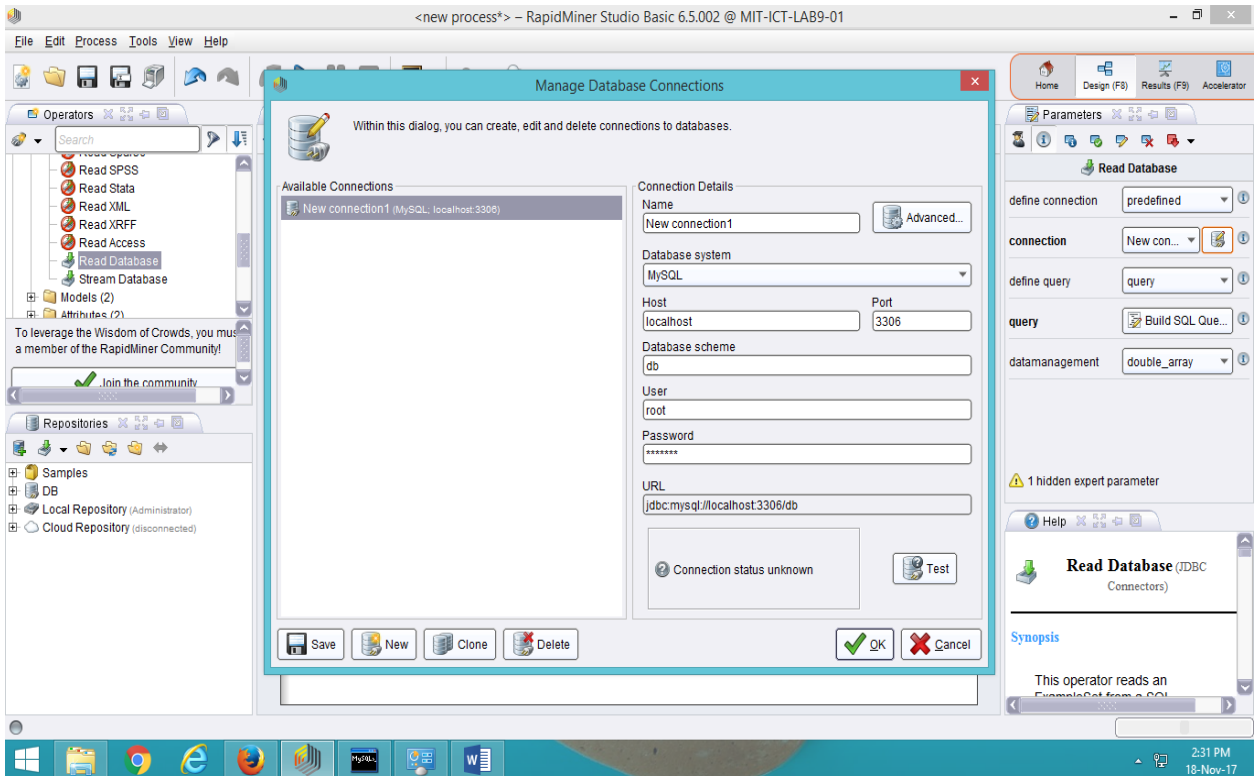 <new process*> – RapidMiner Studio Basic 6.5.002 @ MIT-ICT-LAB9-01
File Edit Process Tools View Help
Home
Design (F8)
Results (F9)
Accelerator
Operators
Search
Read SPSS
Read Stata
Read XML
Read XRFF
Read Access
Read Database
Stream Database
Models (2)
Attributes (2)
To leverage the Wisdom of Crowds, you mus
a member of the RapidMiner Community!
Join the community
Repositories
Samples
DB
Local Repository (Administrator)
Cloud Repository (disconnected)
Manage Database Connections
Within this dialog, you can create, edit and delete connections to databases.
Available Connections
New connection1 (MySQL; localhost:3306)
Connection Details
Name
New connection1
Advanced...
Database system
MySQL
Host
Port
localhost
3306
Database scheme
db
User
root
Password
*******
URL
jdbc:mysql://localhost:3306/db
Connection status unknown
Test
Save
New
Clone
Delete
OK
Cancel
Parameters
Read Database
define connection
predefined
connection
New con...
define query
query
query
Build SQL Que...
datamanagement
double_array
1 hidden expert parameter
Help
Read Database (JDBC
Connectors)
Synopsis
This operator reads an
ExampleSet from a SQL
2:31 PM
18-Nov-17